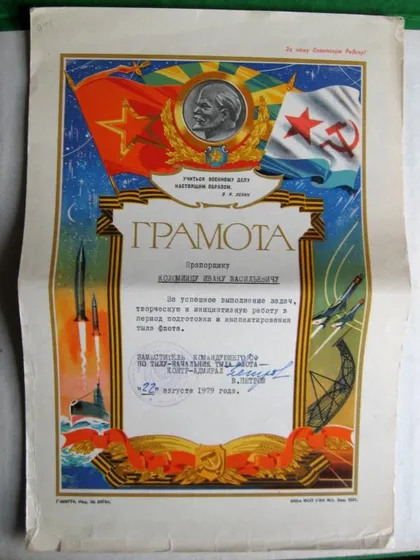 За нашу Советскую Родину!
УЧИТЬСЯ ВОЕННОМУ ДЕЛУ
НАСТОЯЩИМ ОБРАЗОМ.
В. И. ЛЕНИН
ГРАМОТА
Прапорщику
КОЛОМИЙЦУ ИВАНУ ВАСИЛЬЕВИЧУ
За успешное выполнение задач,
творческую и инициативную работу в
период подготовки и инспектирования
тыла флота.
ЗАМЕСТИТЕЛЬ КОМАНДУЮЩЕГО
ПО ТЫЛУ-НАЧАЛЬНИК ТЫЛА ФЛОТА-
КОНТР-АДМИРАЛ
В.ПЕТРОВ
"22" августа 1979 года.